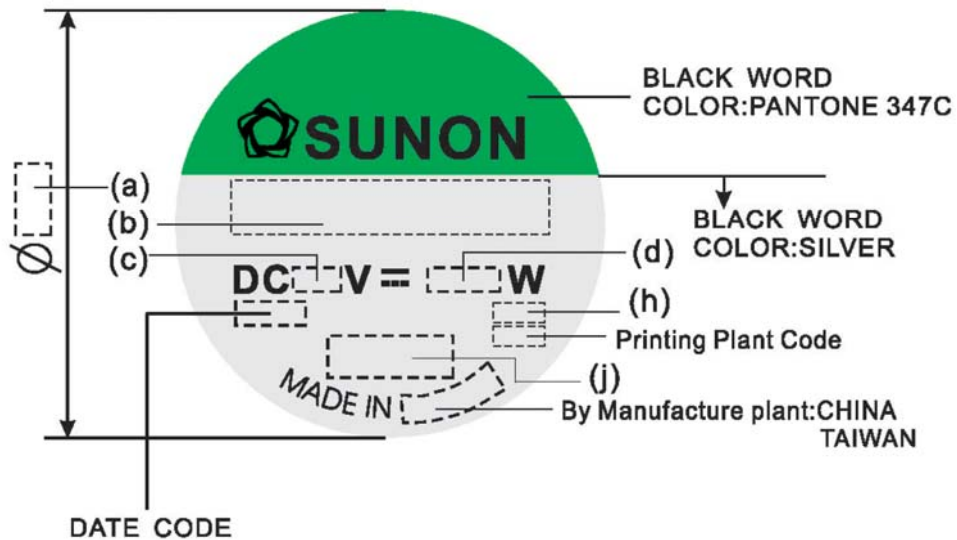 BLACK WORD
COLOR:PANTONE 347C
SUNON
(a)
(b)
BLACK WORD
COLOR:SILVER
Ø
(c)
(d)
DC V W
(h)
Printing Plant Code
(j)
MADE IN
By Manufacture plant:CHINA
TAIWAN
DATE CODE